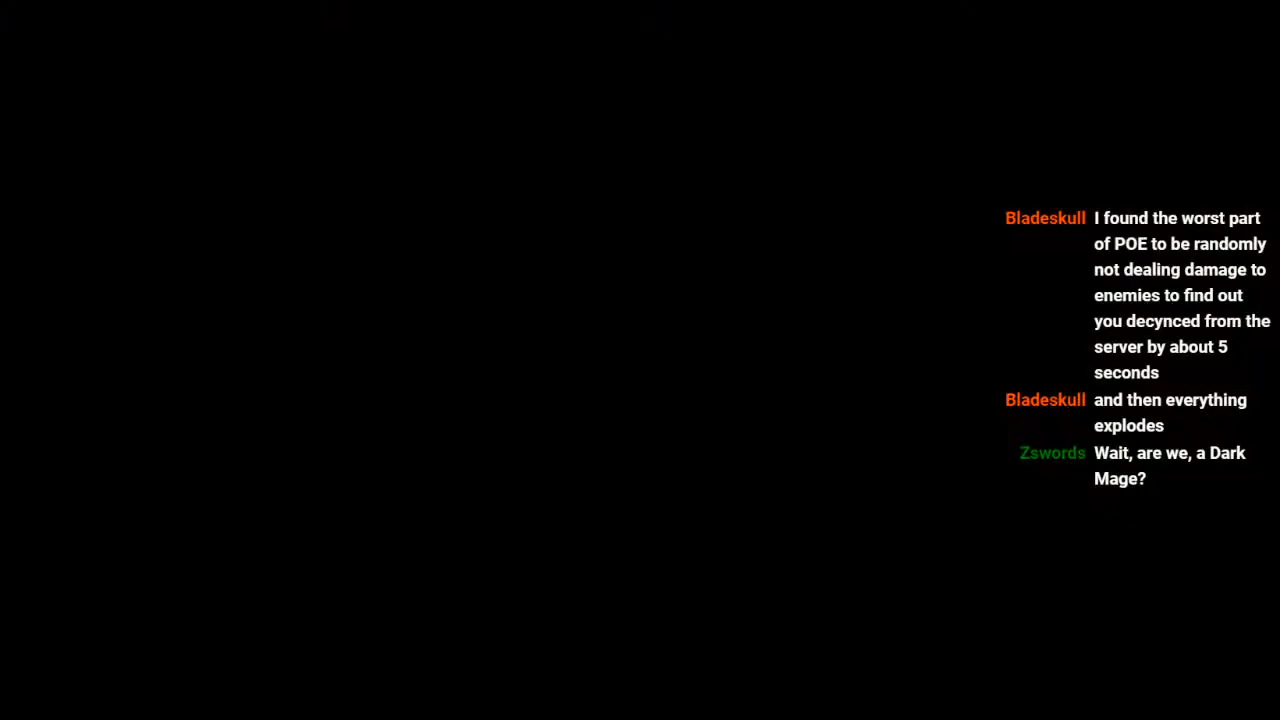 Bladeskull I found the worst part
of POE to be randomly
not dealing damage to
enemies to find out
you decynced from the
server by about 5
seconds
Bladeskull and then everything
explodes
Zswords Wait, are we, a Dark
Mage?